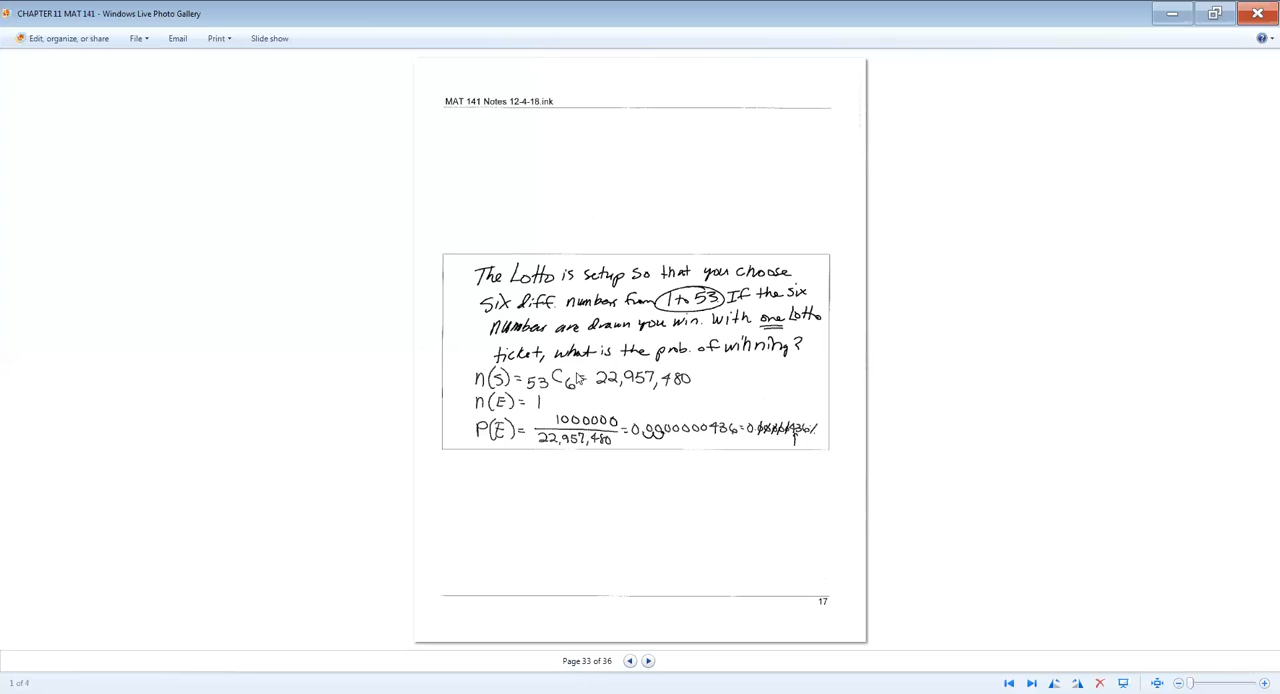 CHAPTER 11 MAT 141 - Windows Live Photo Gallery
Edit, organize, or share File Email Print Slide show
MAT 141 Notes 12-4-18.ink
The Lotto is setup so that you choose
six diff. numbers from 1 to 53 If the six
numbers are drawn you win. With one Lotto
ticket, what is the prob. of winning?
n(S) = 53C6 = 22,957,480
n(E) = 1
P(E) = 1000000 / 22,957,480 = 0.0000000436 =
17
Page 33 of 36
1 of 4